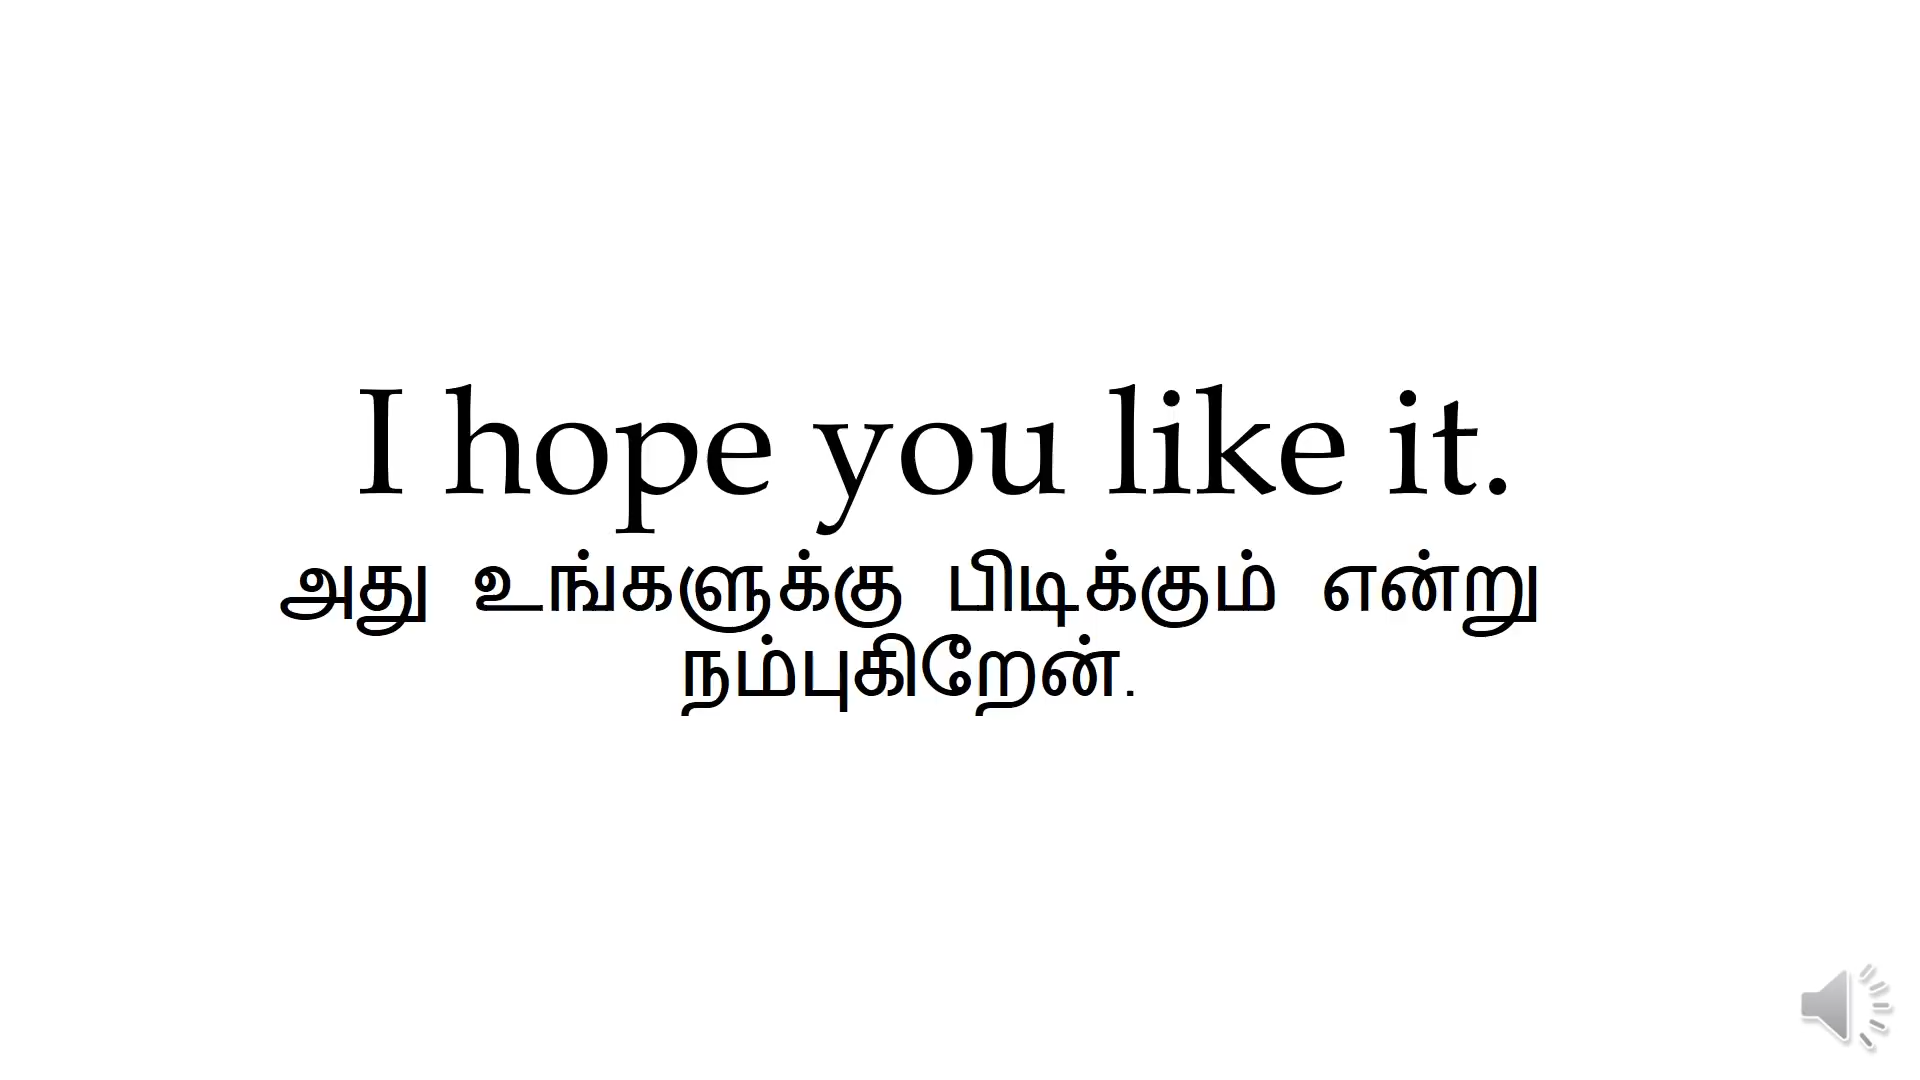 I hope you like it.
அது உங்களுக்கு பிடிக்கும் என்று
நம்புகிறேன்.